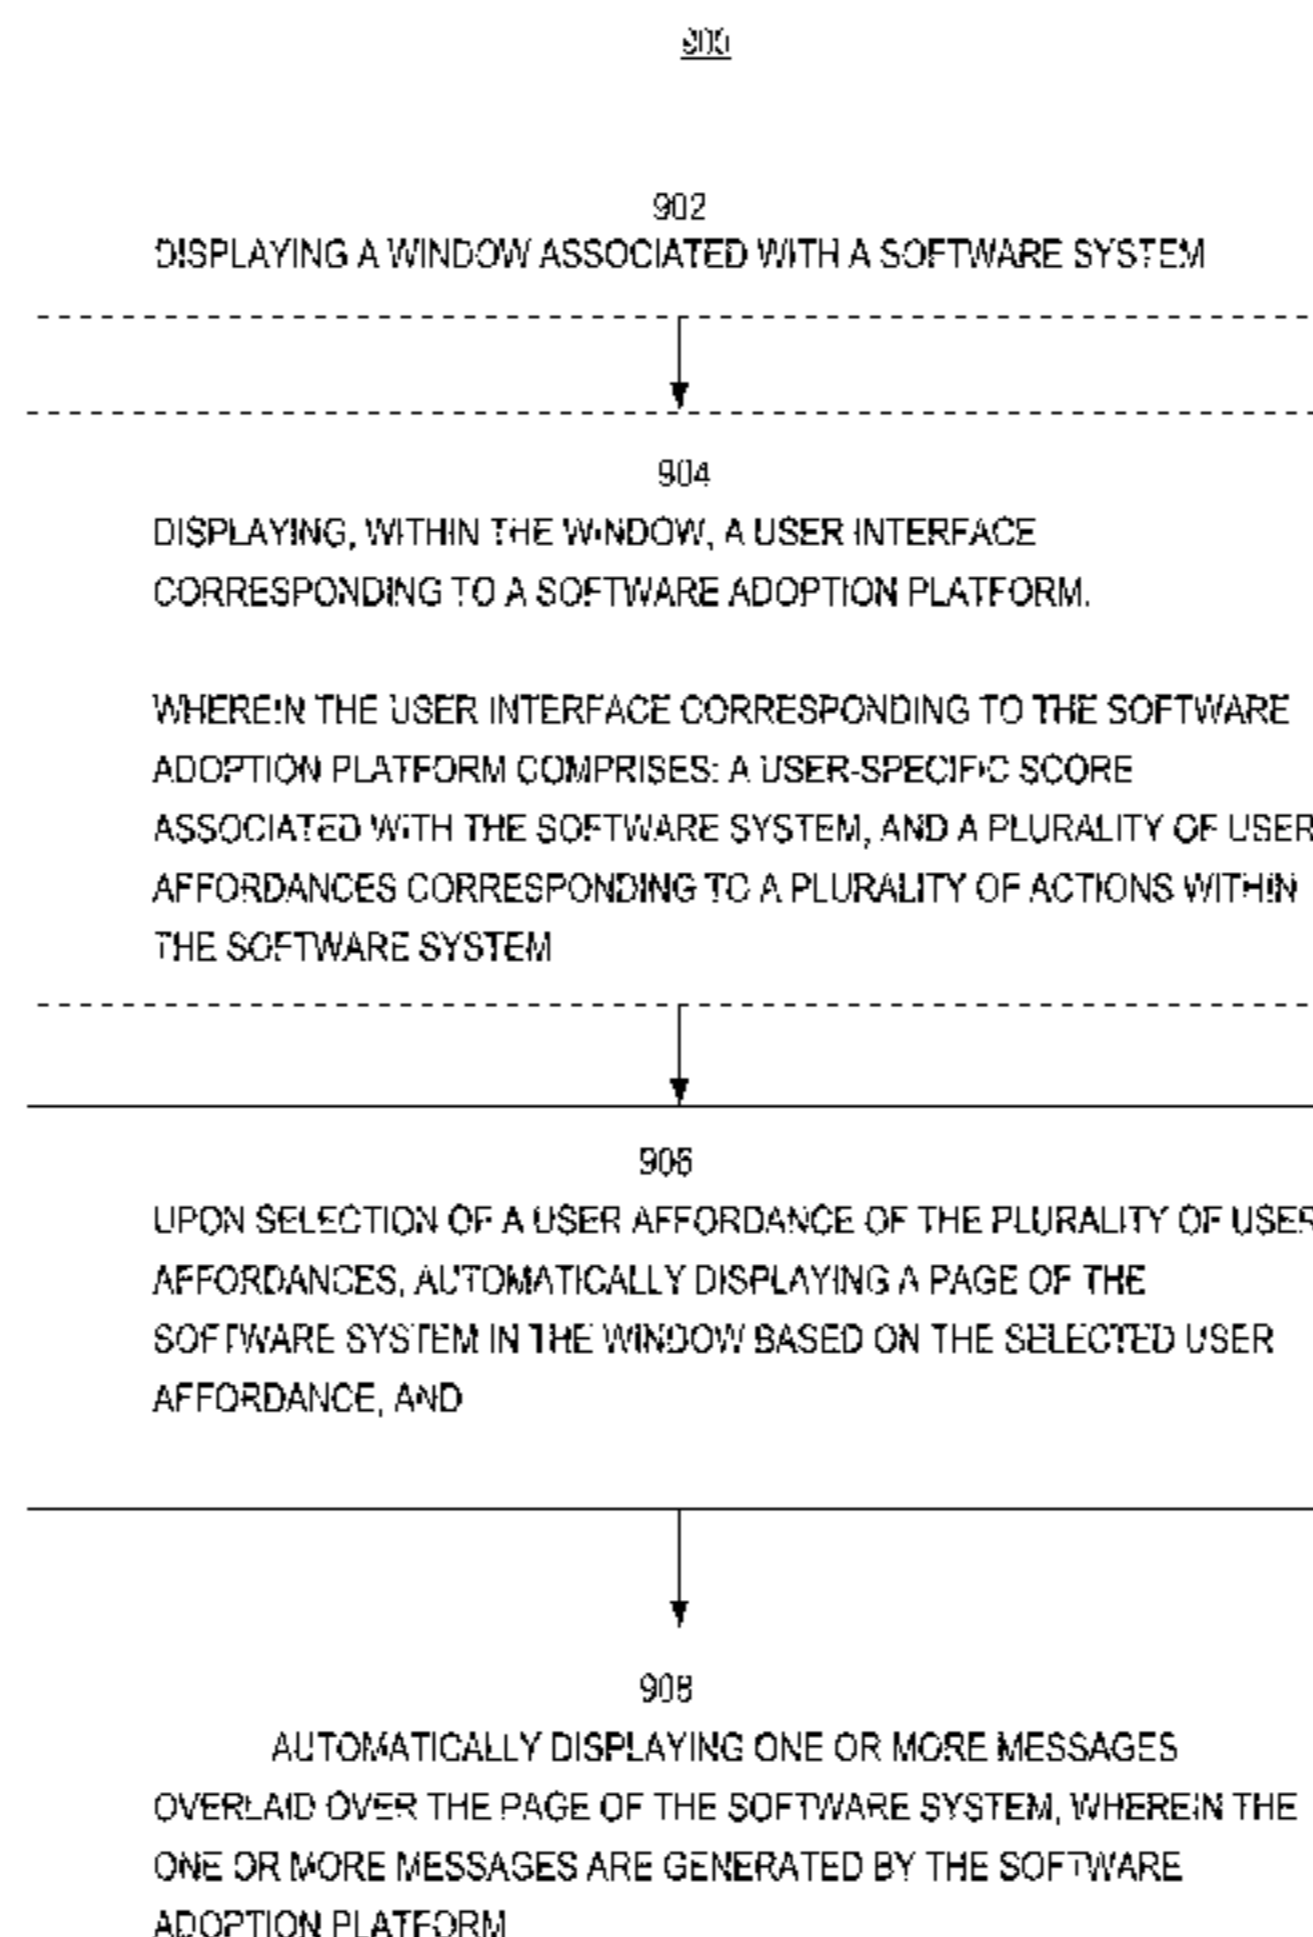 900
902
DISPLAYING A WINDOW ASSOCIATED WITH A SOFTWARE SYSTEM
904
DISPLAYING, WITHIN THE WINDOW, A USER INTERFACE
CORRESPONDING TO A SOFTWARE ADOPTION PLATFORM.
WHEREIN THE USER INTERFACE CORRESPONDING TO THE SOFTWARE
ADOPTION PLATFORM COMPRISES: A USER-SPECIFIC SCORE
ASSOCIATED WITH THE SOFTWARE SYSTEM, AND A PLURALITY OF USER
AFFORDANCES CORRESPONDING TO A PLURALITY OF ACTIONS WITHIN
THE SOFTWARE SYSTEM
906
UPON SELECTION OF A USER AFFORDANCE OF THE PLURALITY OF USER
AFFORDANCES, AUTOMATICALLY DISPLAYING A PAGE OF THE
SOFTWARE SYSTEM IN THE WINDOW BASED ON THE SELECTED USER
AFFORDANCE, AND
908
AUTOMATICALLY DISPLAYING ONE OR MORE MESSAGES
OVERLAID OVER THE PAGE OF THE SOFTWARE SYSTEM, WHEREIN THE
ONE OR MORE MESSAGES ARE GENERATED BY THE SOFTWARE
ADOPTION PLATFORM